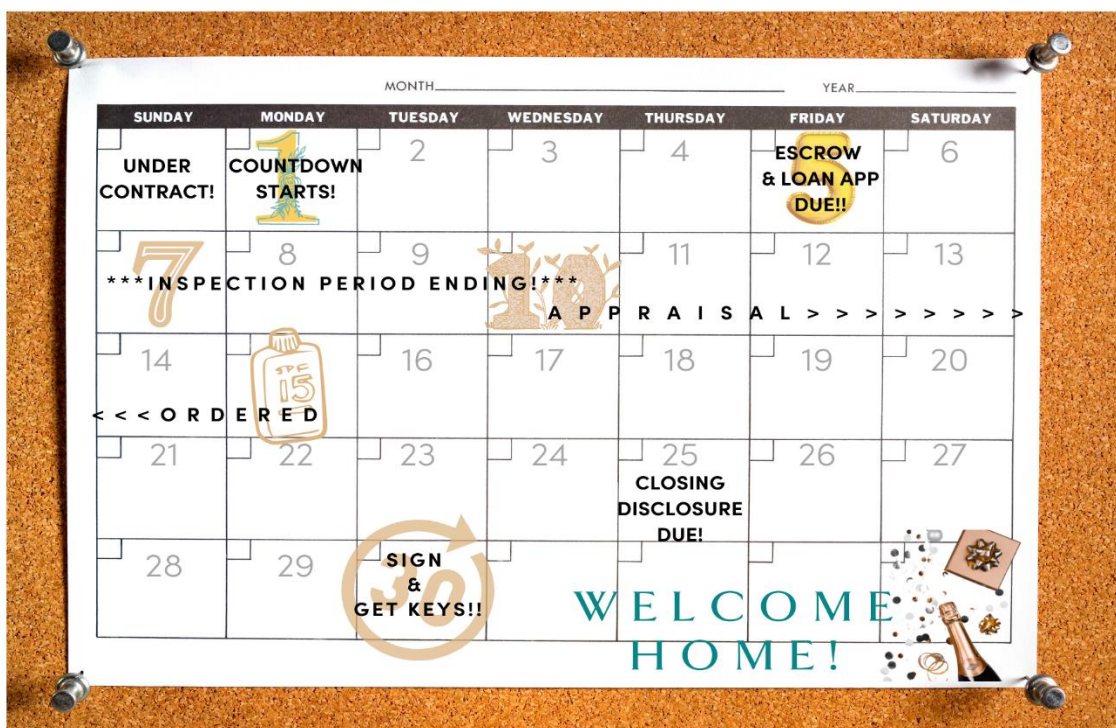 MONTH YEAR
SUNDAY MONDAY TUESDAY WEDNESDAY THURSDAY FRIDAY SATURDAY
UNDER
CONTRACT!
1
COUNTDOWN
STARTS!
2
3
4
5
ESCROW
& LOAN APP
DUE!!
6
7
8
9
10
11
12
13
***INSPECTION PERIOD ENDING!***
APPRAISAL> > > > > > > > >
14
SPF
15
16
17
18
19
20
< < < ORDERED
21
22
23
24
25
CLOSING
DISCLOSURE
DUE!
26
27
28
29
30
SIGN
&
GET KEYS!!
WELCOME
HOME!